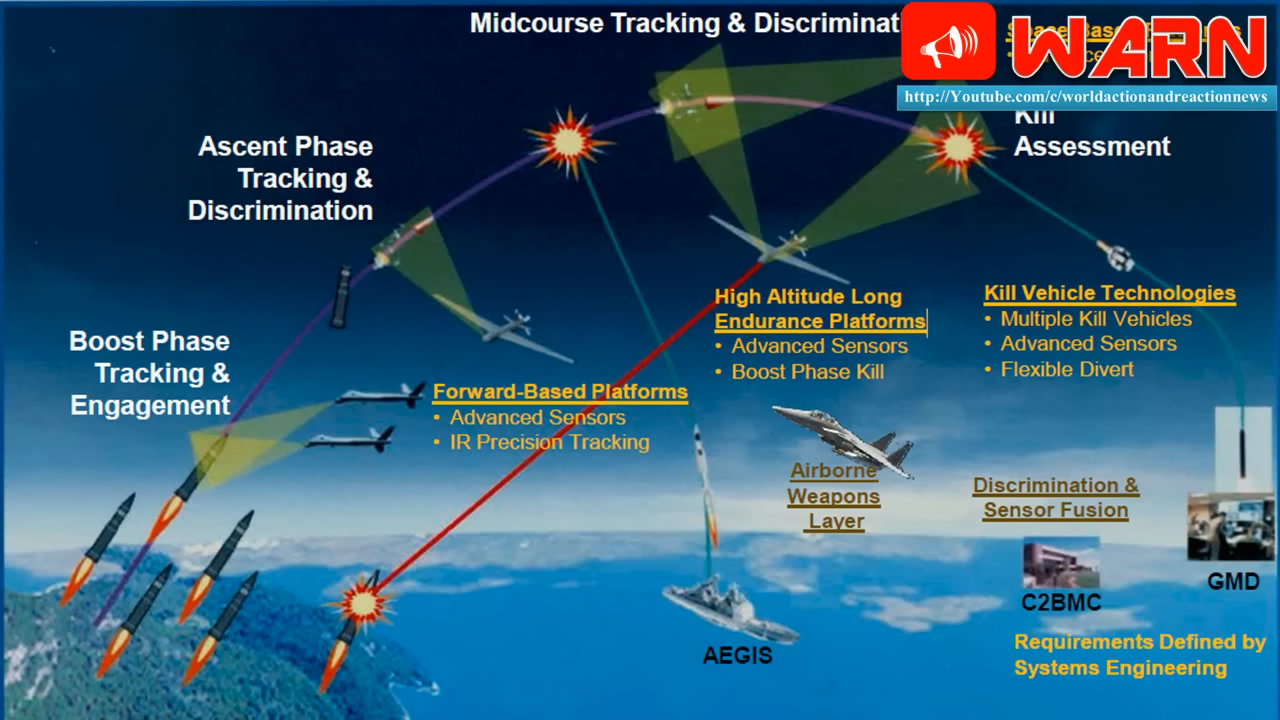 Midcourse Tracking & Discriminat
WARN
http://Youtube.com/c/worldactionandreactionnews
Kill
Assessment
Ascent Phase
Tracking &
Discrimination
Boost Phase
Tracking &
Engagement
High Altitude Long
Endurance Platforms
• Advanced Sensors
• Boost Phase Kill
Kill Vehicle Technologies
• Multiple Kill Vehicles
• Advanced Sensors
• Flexible Divert
Forward-Based Platforms
• Advanced Sensors
• IR Precision Tracking
Airborne
Weapons
Layer
Discrimination &
Sensor Fusion
GMD
C2BMC
AEGIS
Requirements Defined by
Systems Engineering